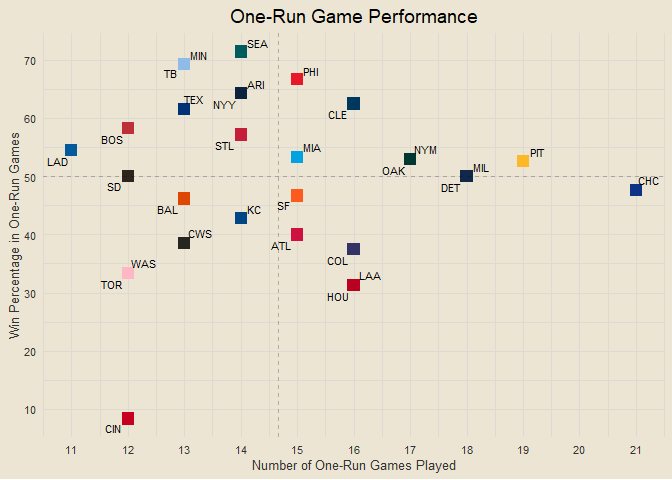 One-Run Game Performance
Win Percentage in One-Run Games
70
60
50
40
30
20
10
SEA
MIN
TB
PHI
ARI
NYY
TEX
CLE
BOS
STL
LAD
MIA
NYM
OAK
PIT
MIL
DET
SD
CHC
BAL
SF
KC
CWS
ATL
COL
WAS
TOR
LAA
HOU
CIN
11 12 13 14 15 16 17 18 19 20 21
Number of One-Run Games Played